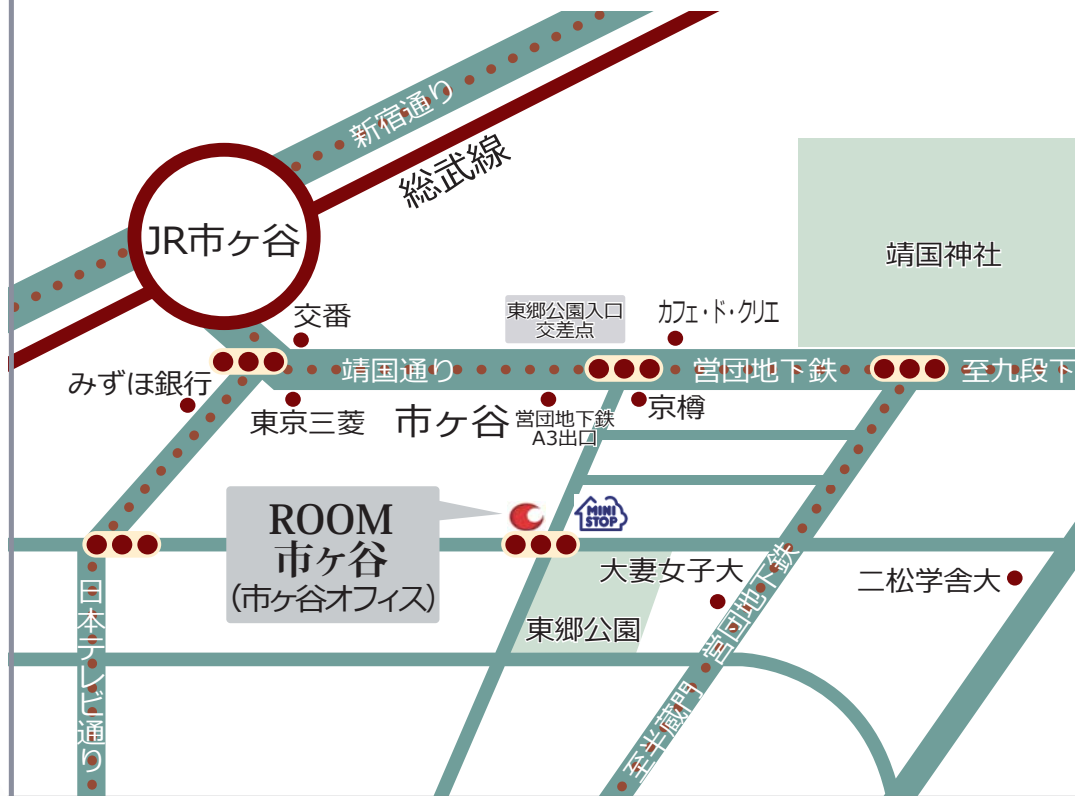 新宿通り
総武線
JR市ヶ谷
靖国神社
交番
東郷公園入口
交差点
カフェ・ド・クリエ
靖国通り
営団地下鉄
至九段下
みずほ銀行
東京三菱
市ヶ谷
営団地下鉄
A3出口
京樽
ROOM
市ヶ谷
(市ヶ谷オフィス)
MINI
STOP
大妻女子大
二松学舎大
東郷公園
日本テレビ通り
営団地下鉄
至半蔵門